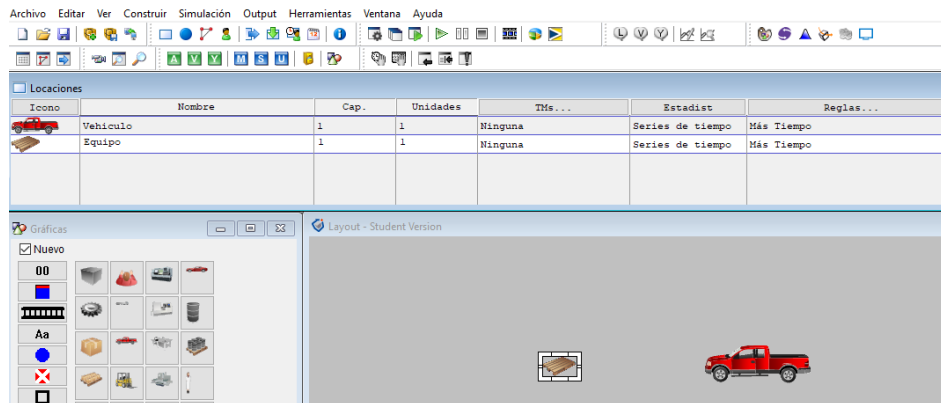 Archivo Editar Ver Construir Simulación Output Herramientas Ventana Ayuda
Locaciones
Icono Nombre Cap. Unidades TMs... Estadist Reglas...
Vehiculo 1 1 Ninguna Series de tiempo Más Tiempo
Equipo 1 1 Ninguna Series de tiempo Más Tiempo
Gráficas
Layout - Student Version
Nuevo
00
Aa